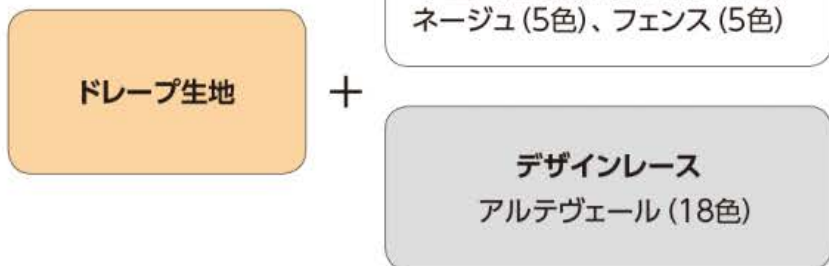 ネージュ(5色)、フェンス(5色)
ドレープ生地
+
デザインレース
アルテヴェール(18色)